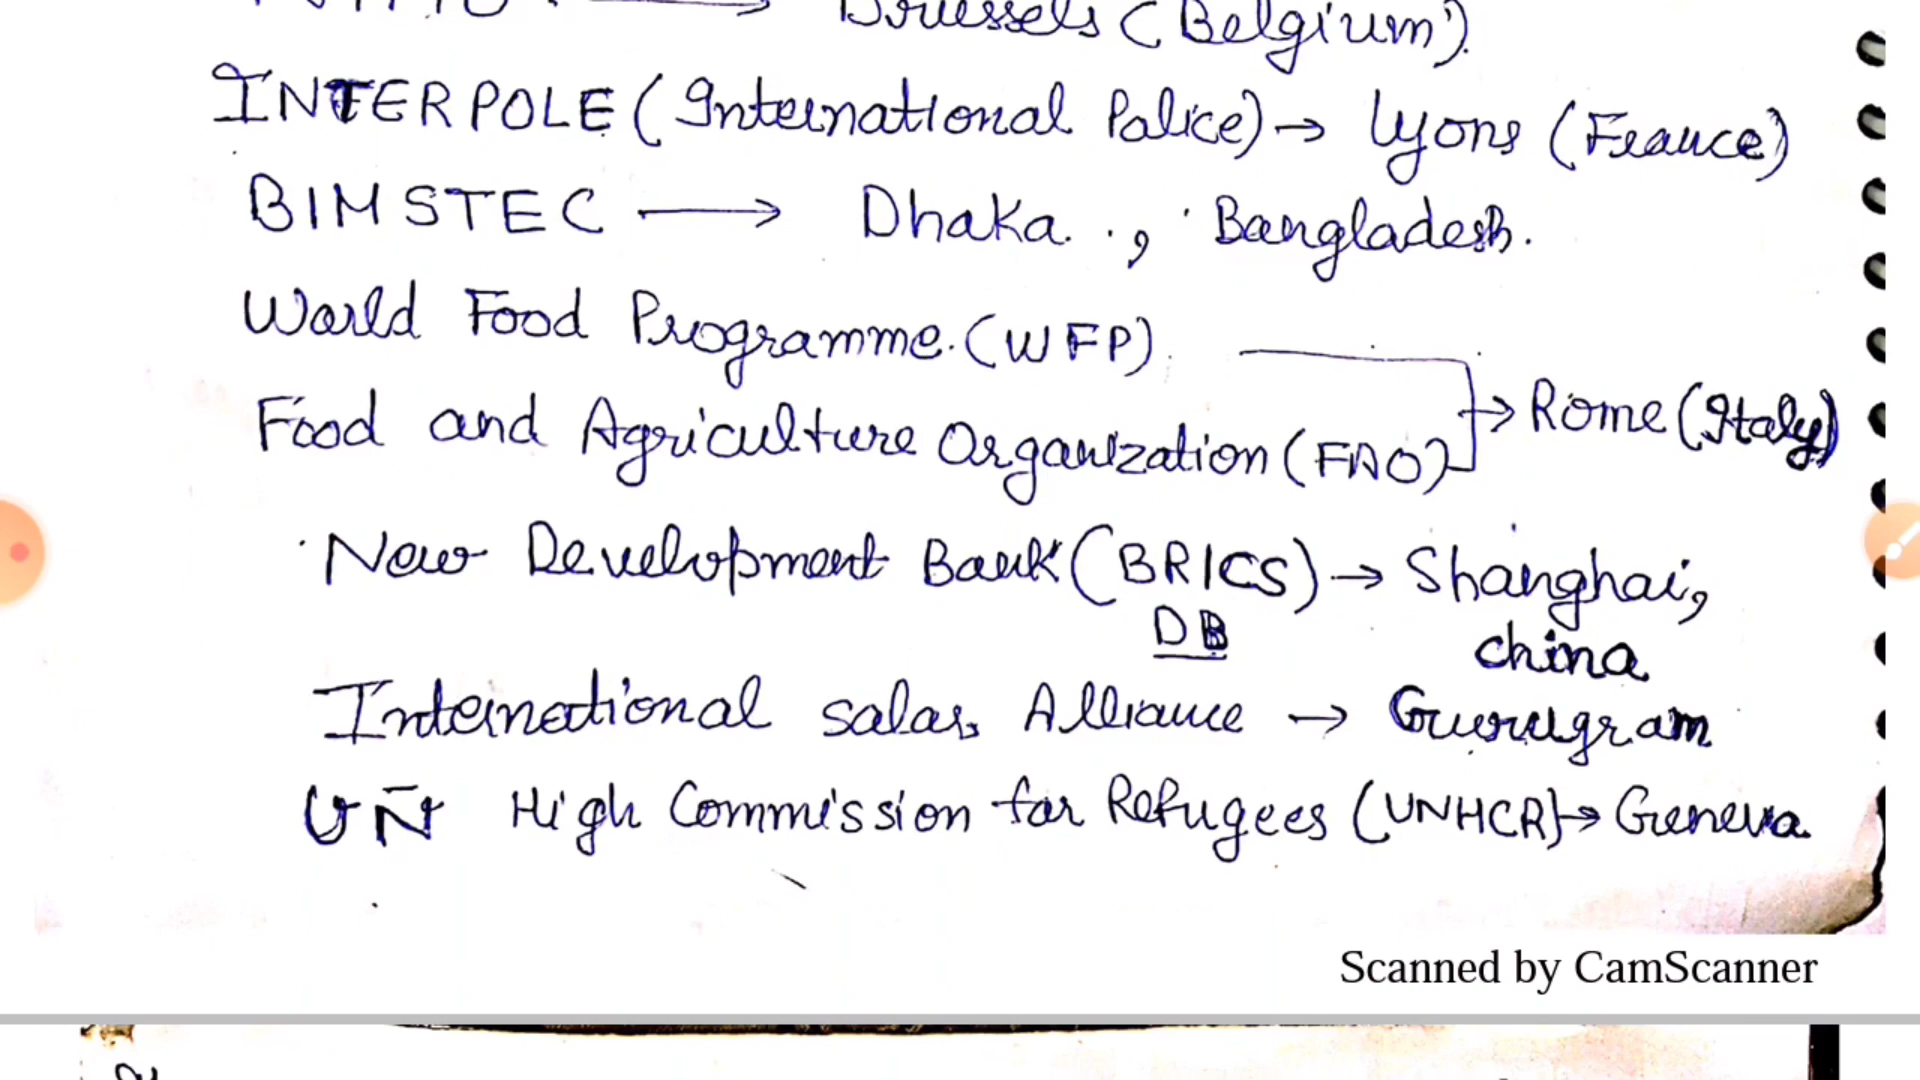 Brussels (Belgium).
INTERPOLE (International Police) → Lyons (France)
BIMSTEC → Dhaka., Bangladesh.
World Food Programme. (WFP).
Food and Agriculture Organization (FAO) → Rome (Italy)
New Development Bank (BRICS) → Shanghai,
DB china
International solar Alliance → Gurugram
UN High Commission for Refugees (UNHCR) → Geneva
Scanned by CamScanner